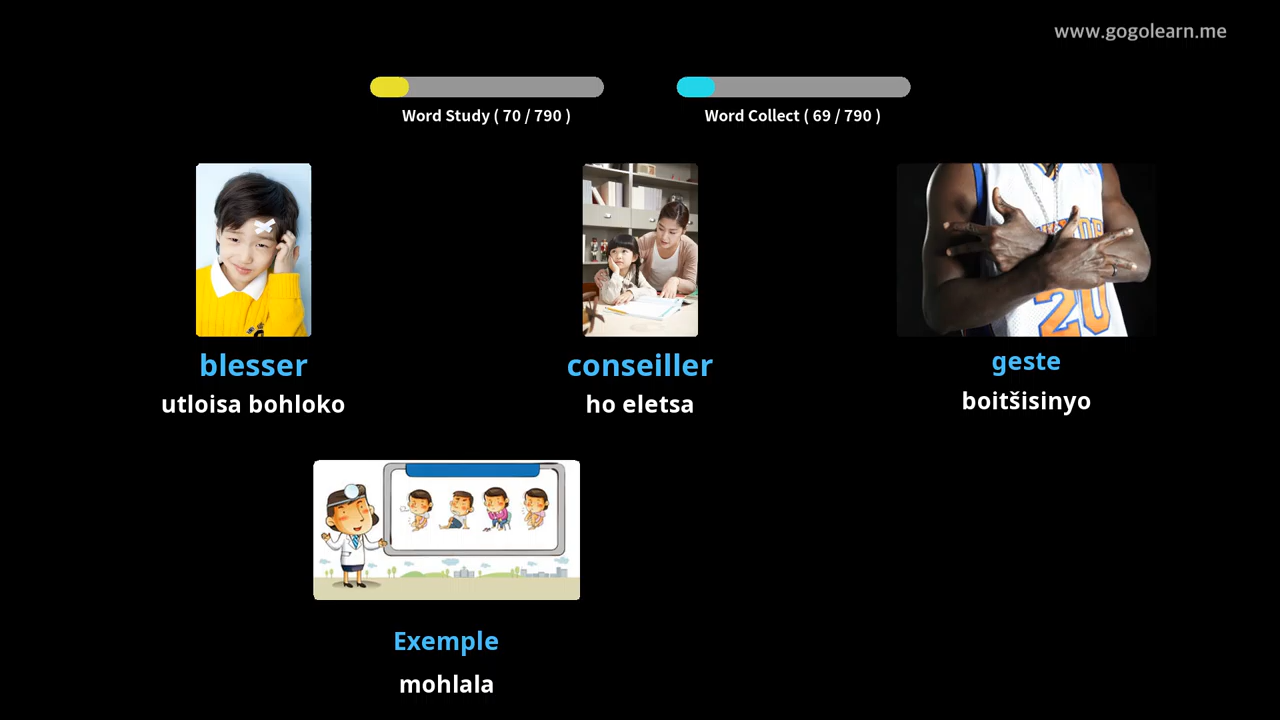 www.gogolearn.me
Word Study ( 70 / 790 )
Word Collect ( 69 / 790 )
blesser
utloisa bohloko
conseiller
ho eletsa
20
geste
boitšisinyo
Exemple
mohlala